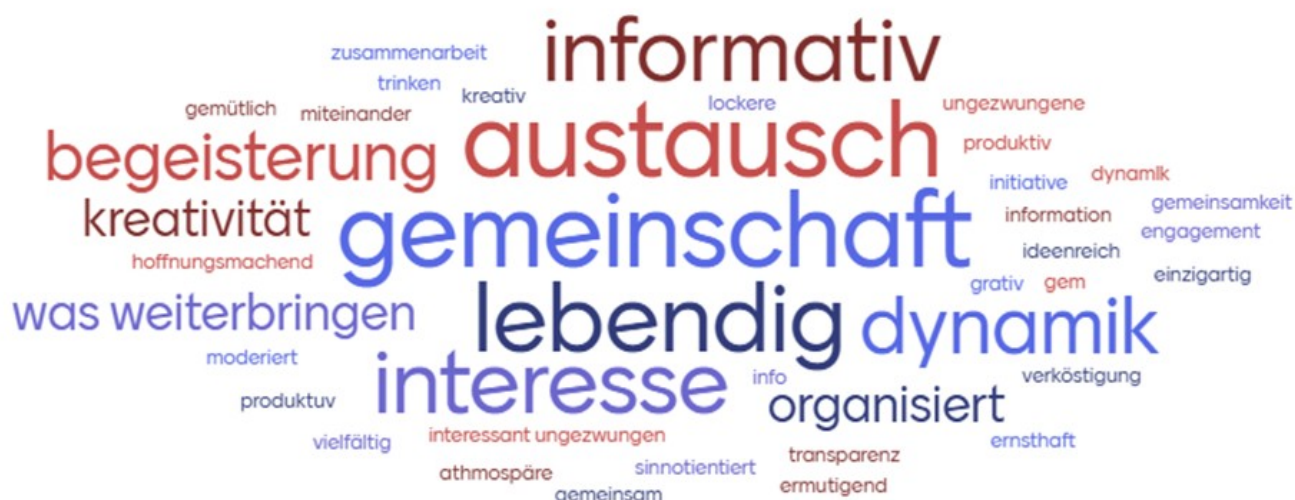 informativ
zusammenarbeit
trinken
kreativ
lockere
ungezwungene
gemütlich
miteinander
austausch
begeisterung
produktiv
initiative
dynamlk
kreativität
gemeinschaft
information
gemeinsamkeit
engagement
ideenreich
hoffnungsmachend
grativ
gem
einzigartig
was weiterbringen
lebendig
dynamik
moderiert
interesse
info
verköstigung
produktuv
organisiert
vielfältig
interessant ungezwungen
ernsthaft
athmospäre
sinnotientiert
transparenz
gemeinsam
ermutigend